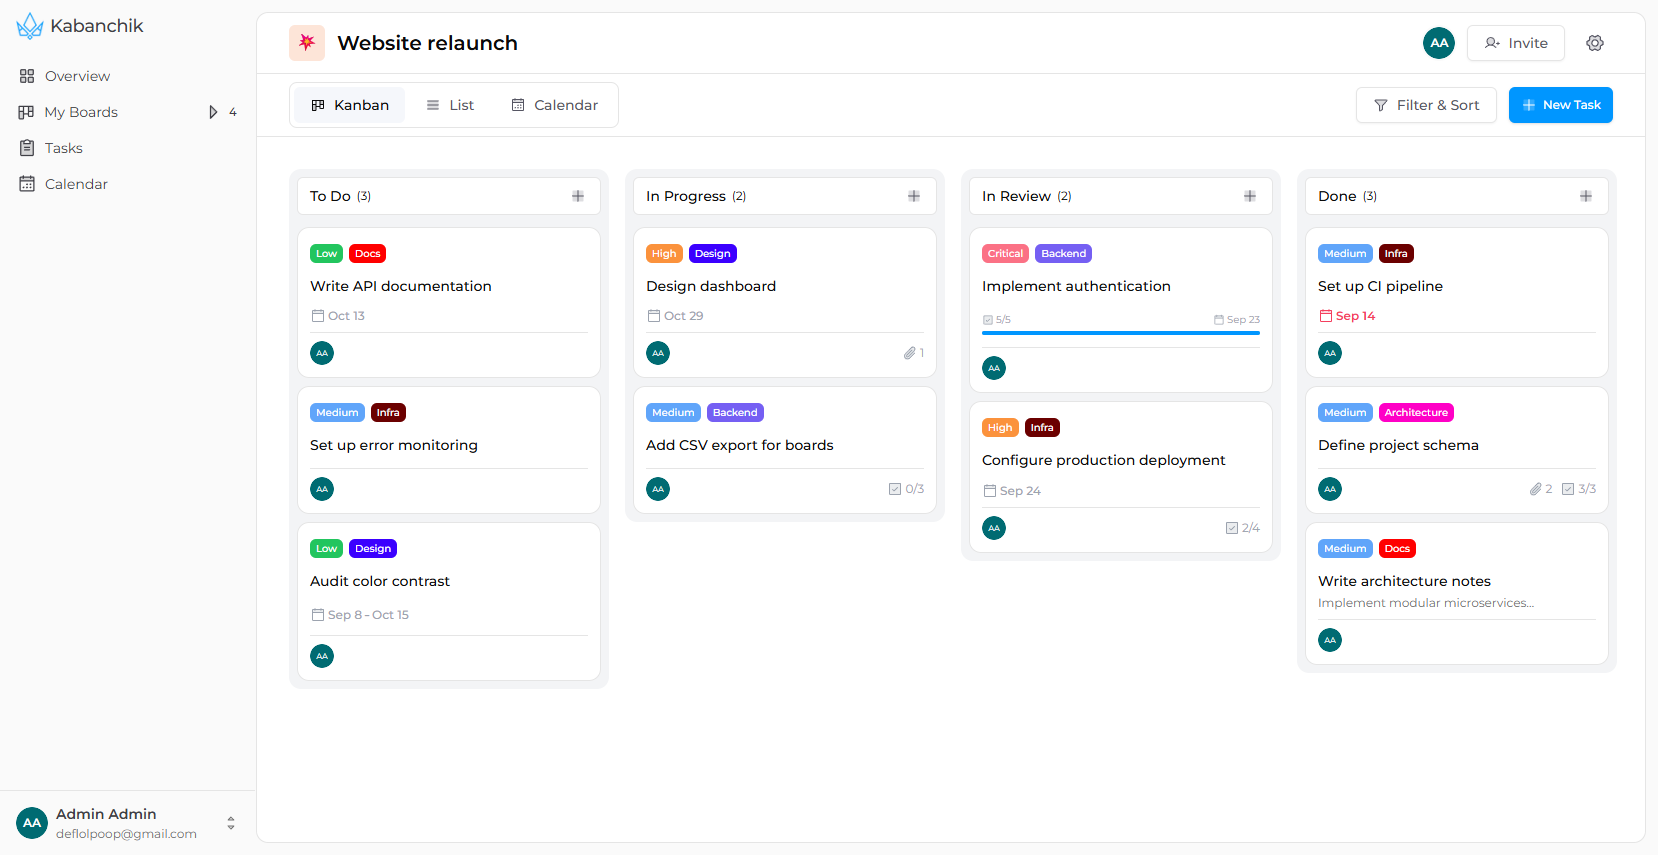 Kabanchik
Overview
My Boards 4
Tasks
Calendar
Website relaunch
AA Invite
Kanban List Calendar
Filter & Sort New Task
To Do (3)
Low Docs
Write API documentation
Oct 13
AA
Medium Infra
Set up error monitoring
AA
Low Design
Audit color contrast
Sep 8 - Oct 15
AA
In Progress (2)
High Design
Design dashboard
Oct 29
AA 1
Medium Backend
Add CSV export for boards
AA 0/3
In Review (2)
Critical Backend
Implement authentication
5/5 Sep 23
AA
High Infra
Configure production deployment
Sep 24
AA 2/4
Done (3)
Medium Infra
Set up CI pipeline
Sep 14
AA
Medium Architecture
Define project schema
AA 2 3/3
Medium Docs
Write architecture notes
Implement modular microservices...
AA
AA Admin Admin
deflolpoop@gmail.com